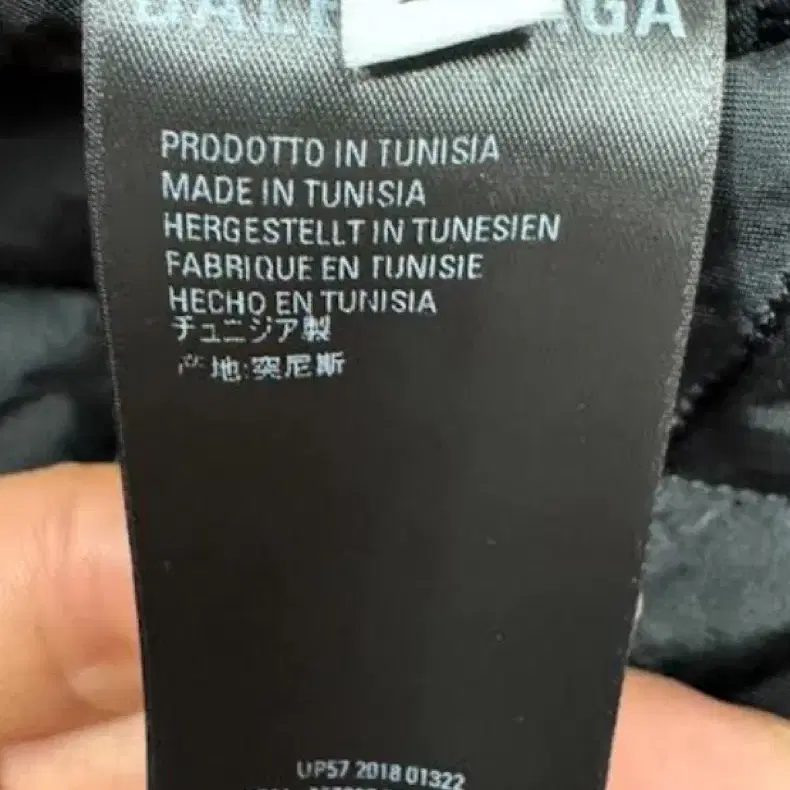 PRODOTTO IN TUNISIA
MADE IN TUNISIA
HERGESTELLT IN TUNESIEN
FABRIQUE EN TUNISIE
HECHO EN TUNISIA
チュニジア製
产地:突尼斯
UP57 2018 01322